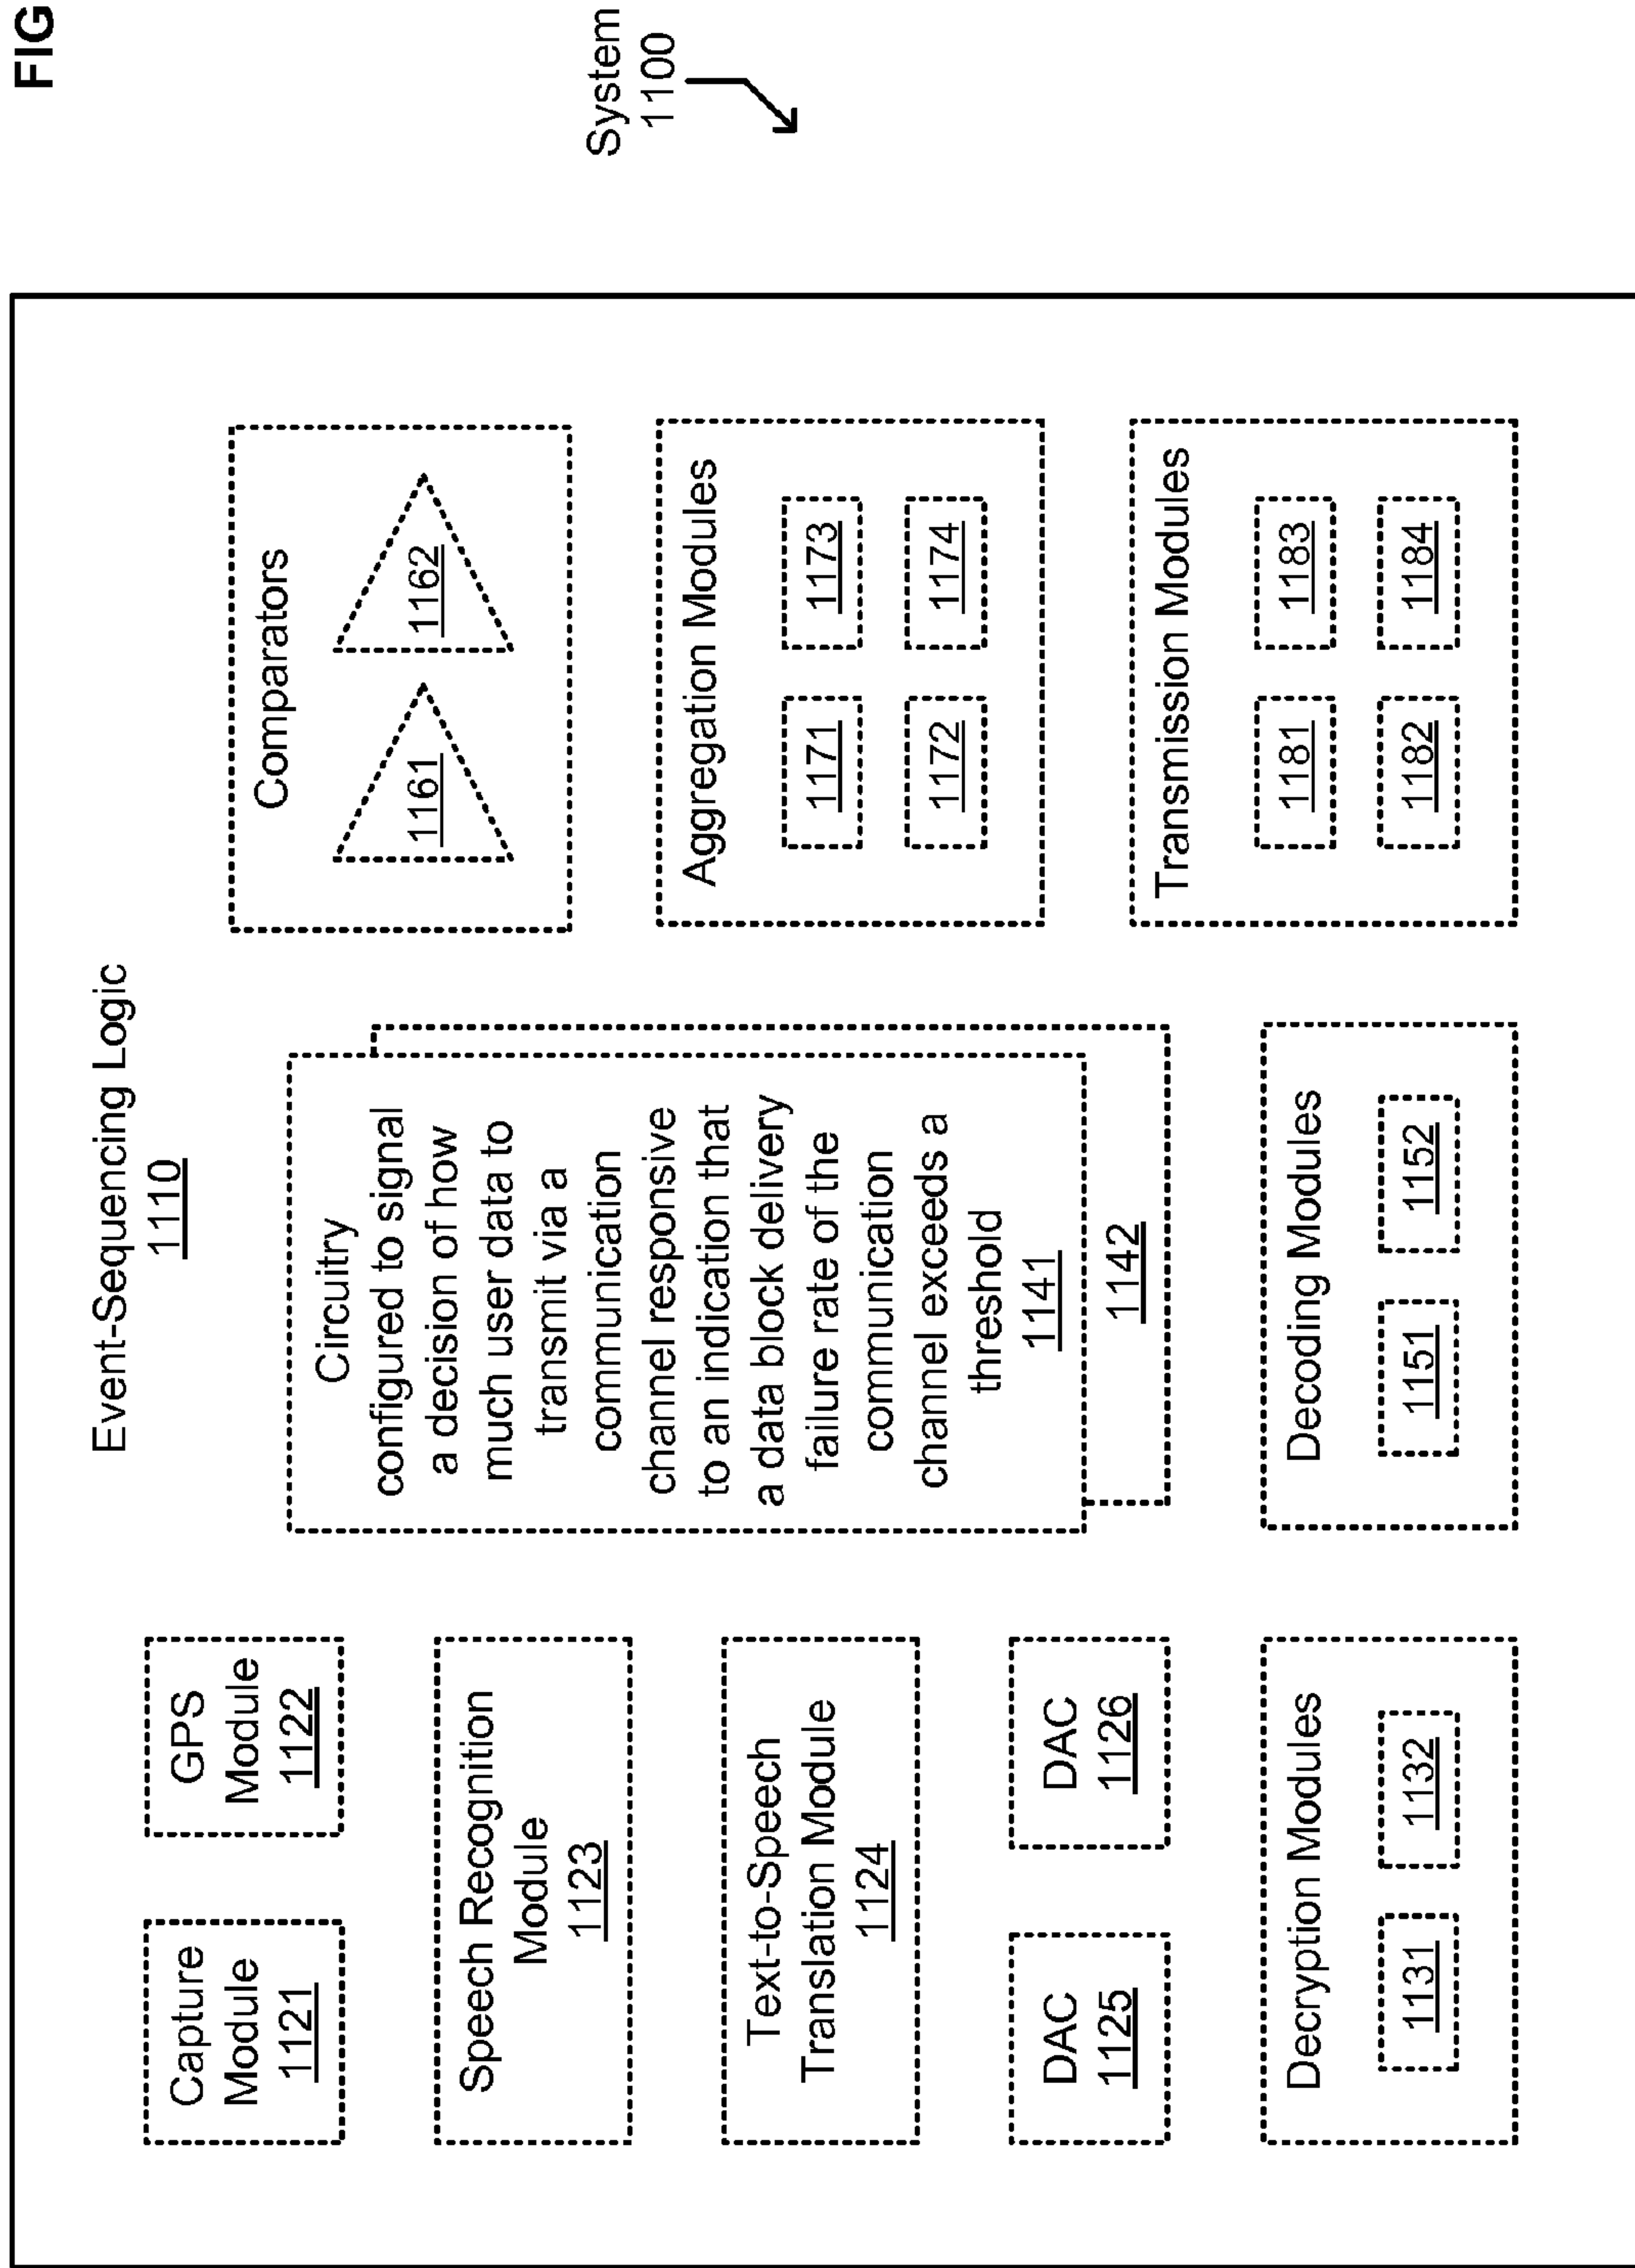 FIG
System
1100
Event-Sequencing Logic
1110
Capture
Module
1121
GPS
Module
1122
Speech Recognition
Module
1123
Text-to-Speech
Translation Module
1124
DAC
1125
DAC
1126
Decryption Modules
1131
1132
Circuitry
configured to signal
a decision of how
much user data to
transmit via a
communication
channel responsive
to an indication that
a data block delivery
failure rate of the
communication
channel exceeds a
threshold
1141
1142
Decoding Modules
1151
1152
Comparators
1161
1162
Aggregation Modules
1171
1173
1172
1174
Transmission Modules
1181
1183
1182
1184